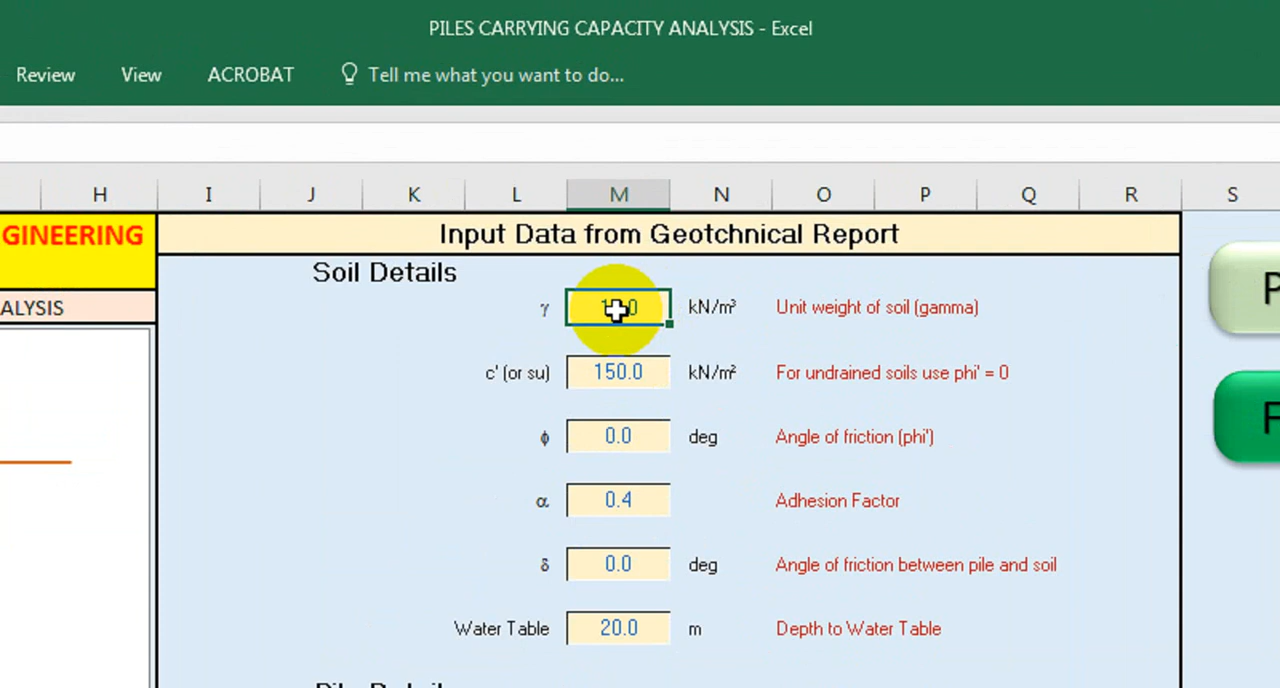 PILES CARRYING CAPACITY ANALYSIS - Excel
Review View ACROBAT Tell me what you want to do...
H I J K L M N O P Q R S
GINEERING
Input Data from Geotchnical Report
Soil Details
ALYSIS
γ kN/m³ Unit weight of soil (gamma)
c' (or su) 150.0 kN/m² For undrained soils use phi' = 0
ϕ 0.0 deg Angle of friction (phi')
α 0.4 Adhesion Factor
δ 0.0 deg Angle of friction between pile and soil
Water Table 20.0 m Depth to Water Table